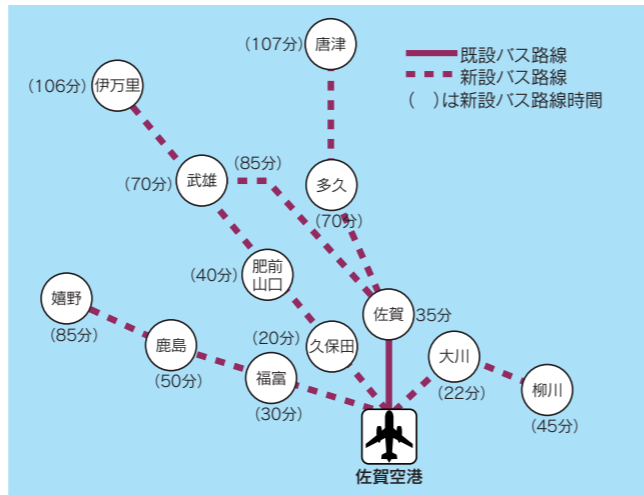 (107分)
唐津
既設バス路線
新設バス路線
(　)は新設バス路線時間
(106分)
伊万里
(85分)
武雄
(70分)
多久
(70分)
肥前
山口
(40分)
嬉野
(85分)
佐賀
35分
(20分)
久保田
大川
(22分)
鹿島
(50分)
福富
(30分)
柳川
(45分)
佐賀空港